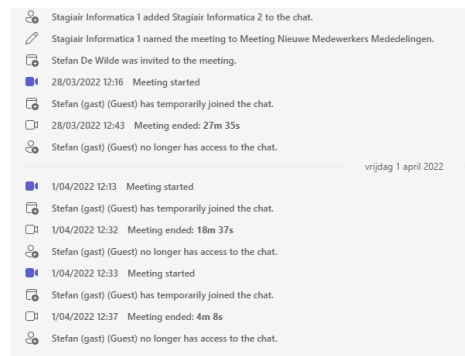 Stagiair Informatica 1 added Stagiair Informatica 2 to the chat.
Stagiair Informatica 1 named the meeting to Meeting Nieuwe Medewerkers Mededelingen.
Stefan De Wilde was invited to the meeting.
28/03/2022 12:16 Meeting started
Stefan (gast) (Guest) has temporarily joined the chat.
28/03/2022 12:43 Meeting ended: 27m 35s
Stefan (gast) (Guest) no longer has access to the chat.
vrijdag 1 april 2022
1/04/2022 12:13 Meeting started
Stefan (gast) (Guest) has temporarily joined the chat.
1/04/2022 12:32 Meeting ended: 18m 37s
Stefan (gast) (Guest) no longer has access to the chat.
1/04/2022 12:33 Meeting started
Stefan (gast) (Guest) has temporarily joined the chat.
1/04/2022 12:37 Meeting ended: 4m 8s
Stefan (gast) (Guest) no longer has access to the chat.